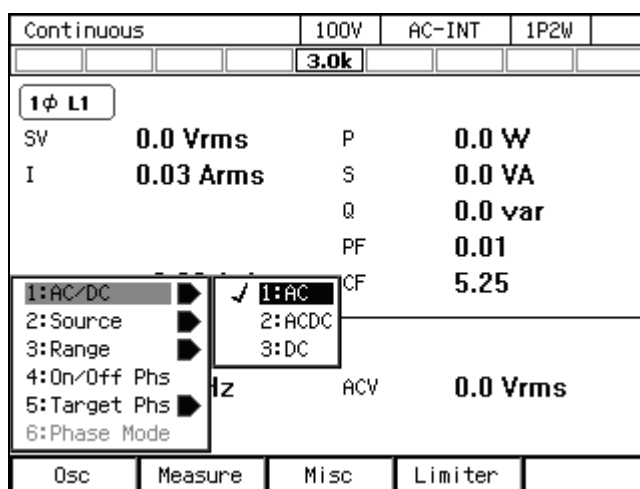 Continuous 100V AC-INT 1P2W
3.0k
1ϕ L1
SV 0.0 Vrms P 0.0 W
I 0.03 Arms S 0.0 VA
Q 0.0 var
PF 0.01
CF 5.25
1:AC/DC ✓ 1:AC
2:Source 2:ACDC
3:Range 3:DC
4:On/Off Phs
5:Target Phs Hz ACV 0.0 Vrms
6:Phase Mode
Osc Measure Misc Limiter